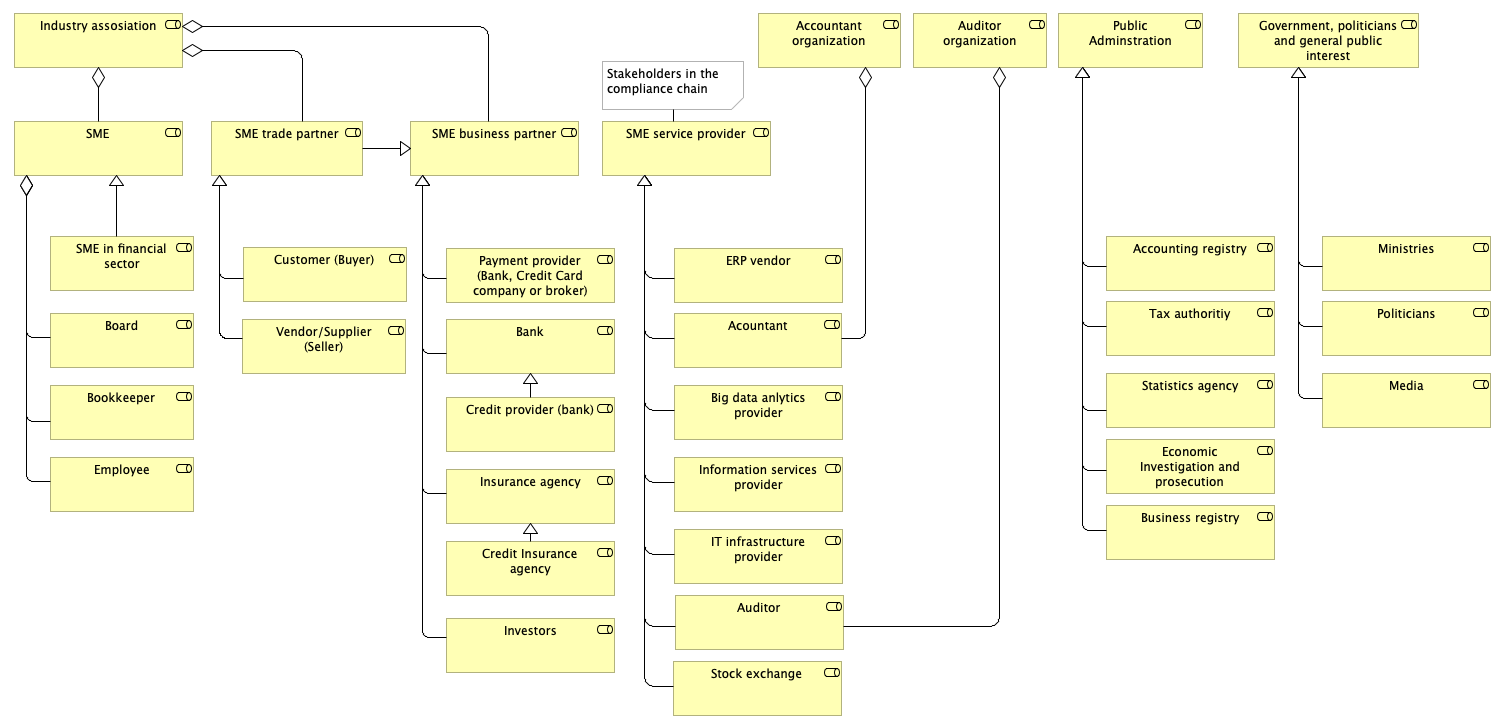 Industry assosiation
Accountant
organization
Auditor
organization
Public
Adminstration
Government, politicians
and general public
interest
Stakeholders in the
compliance chain
SME
SME trade partner
SME business partner
SME service provider
SME in financial
sector
Board
Bookkeeper
Employee
Customer (Buyer)
Vendor/Supplier
(Seller)
Payment provider
(Bank, Credit Card
company or broker)
Bank
Credit provider (bank)
Insurance agency
Credit Insurance
agency
Investors
ERP vendor
Acountant
Big data anlytics
provider
Information services
provider
IT infrastructure
provider
Auditor
Stock exchange
Accounting registry
Tax authoritiy
Statistics agency
Economic
Investigation and
prosecution
Business registry
Ministries
Politicians
Media